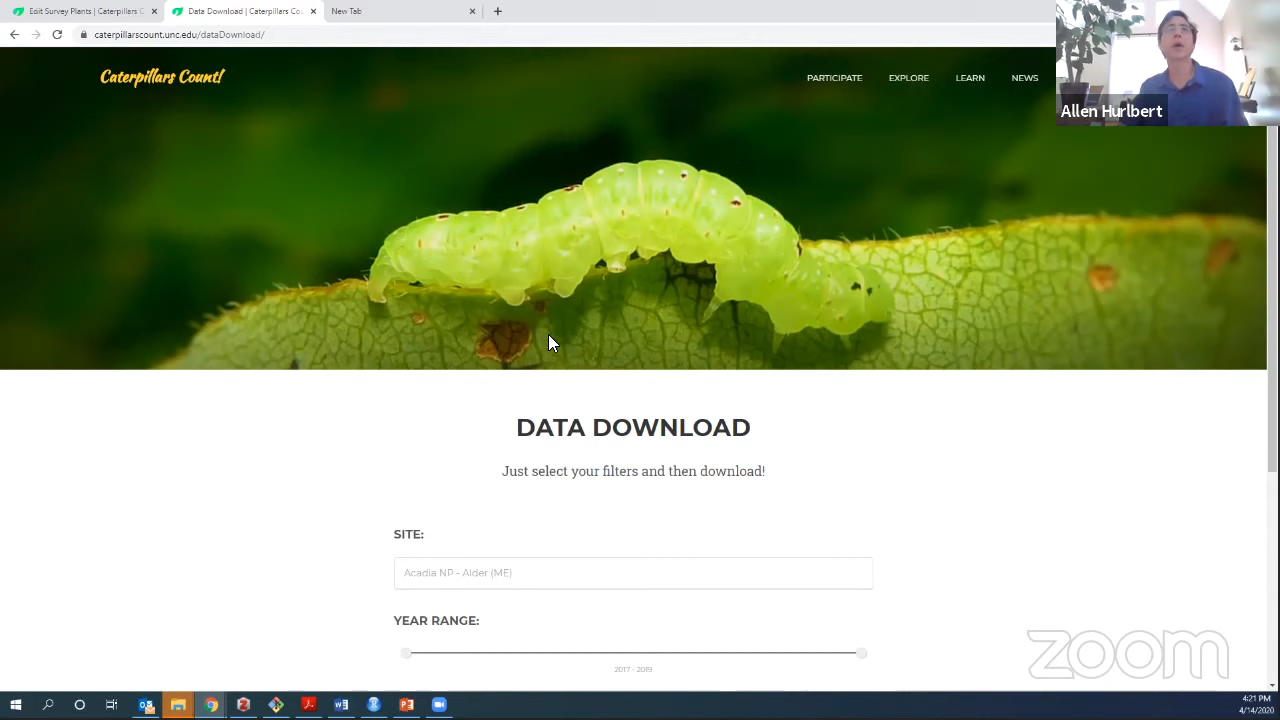 Edit Survey Plants | Caterpillars C
Data Download | Caterpillars Cou
New Tab
caterpillarscount.unc.edu/dataDownload/
Caterpillars Count!
PARTICIPATE
EXPLORE
LEARN
NEWS
Allen Hurlbert
DATA DOWNLOAD
Just select your filters and then download!
SITE:
Acadia NP - Alder (ME)
YEAR RANGE:
2017 - 2019
zoom
4:21 PM
4/14/2020